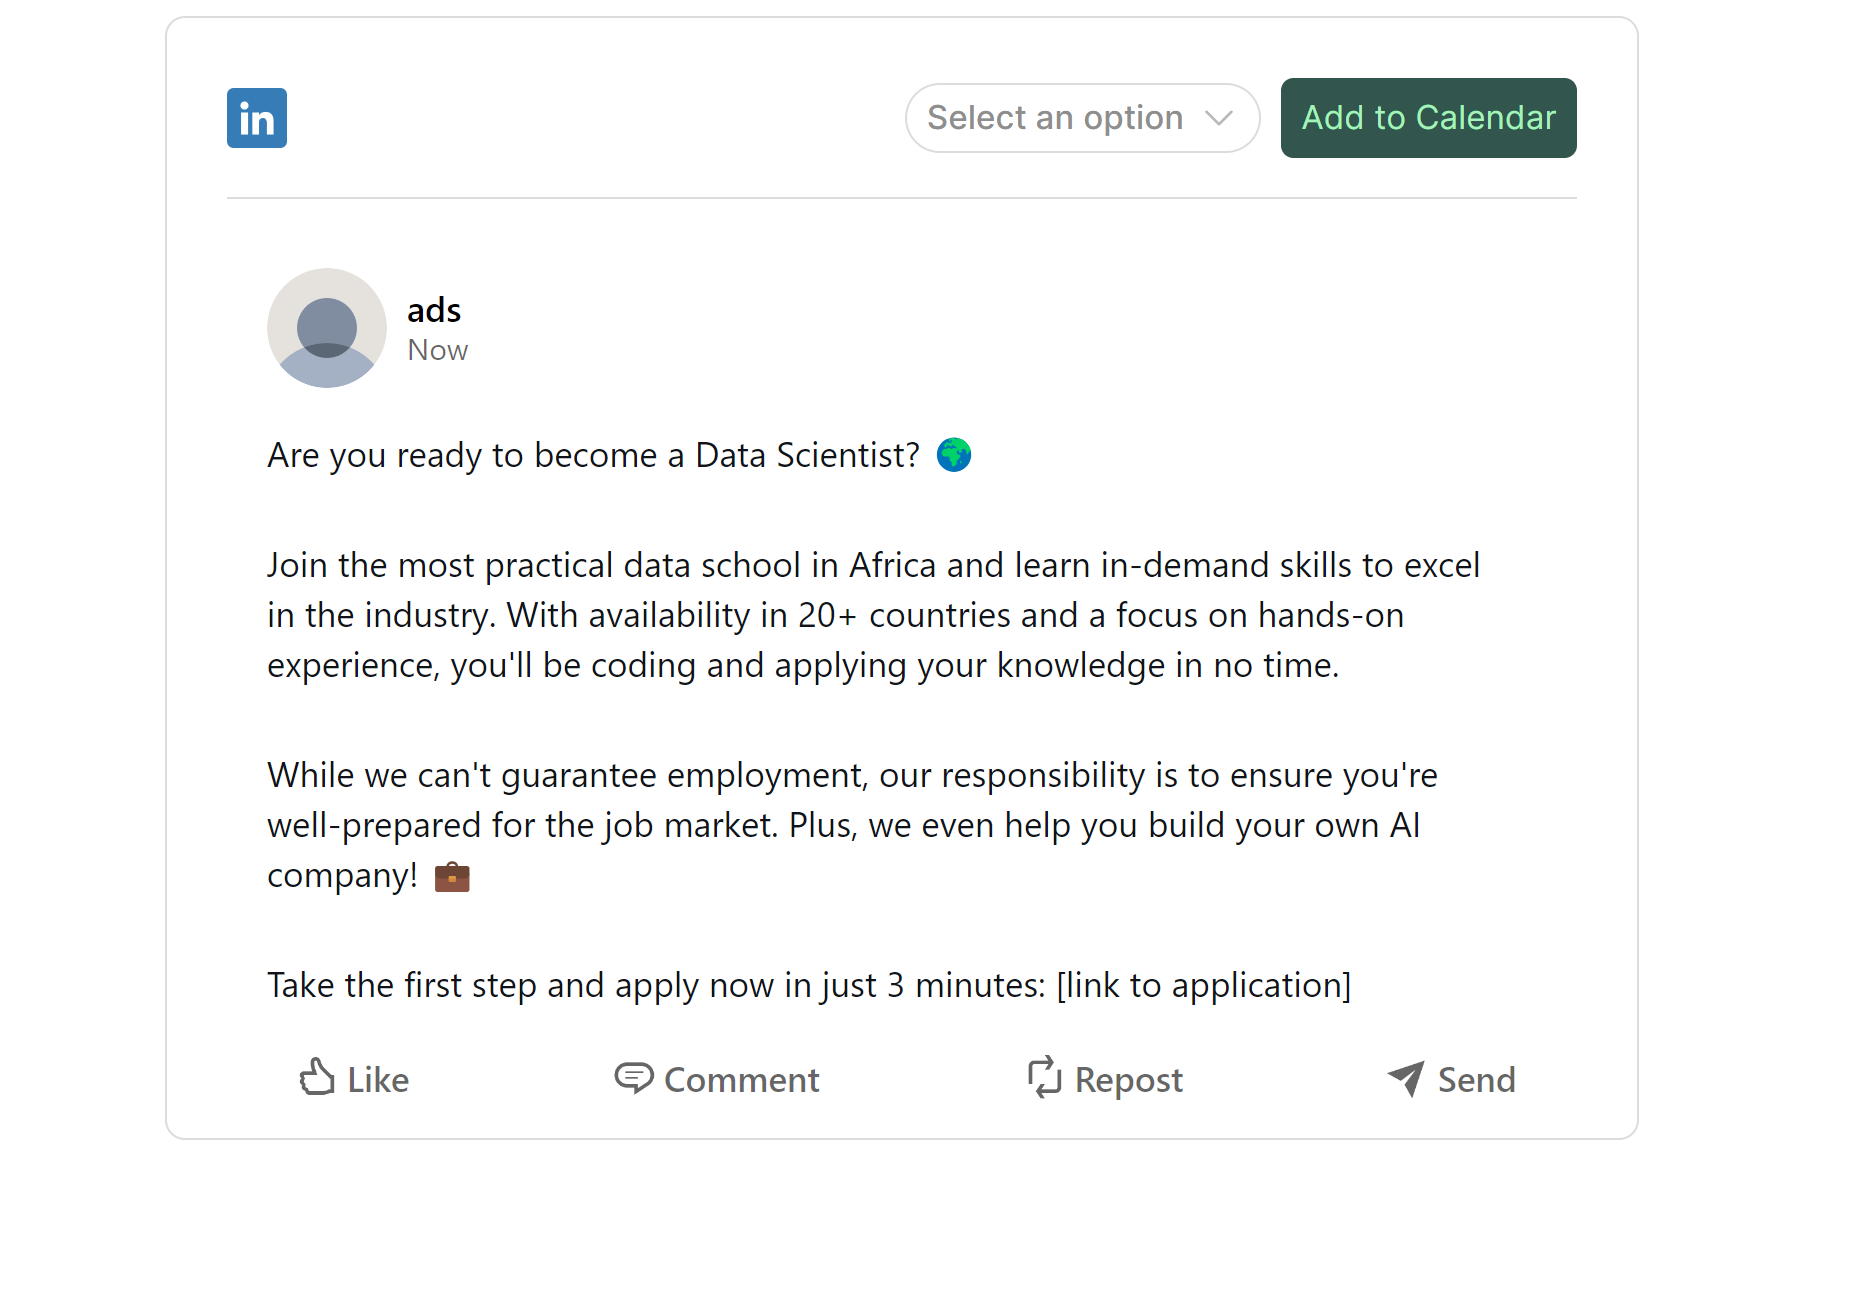 in
Select an option
Add to Calendar
ads
Now
Are you ready to become a Data Scientist? 🌍
Join the most practical data school in Africa and learn in-demand skills to excel
in the industry. With availability in 20+ countries and a focus on hands-on
experience, you'll be coding and applying your knowledge in no time.
While we can't guarantee employment, our responsibility is to ensure you're
well-prepared for the job market. Plus, we even help you build your own AI
company! 💼
Take the first step and apply now in just 3 minutes: [link to application]
Like
Comment
Repost
Send